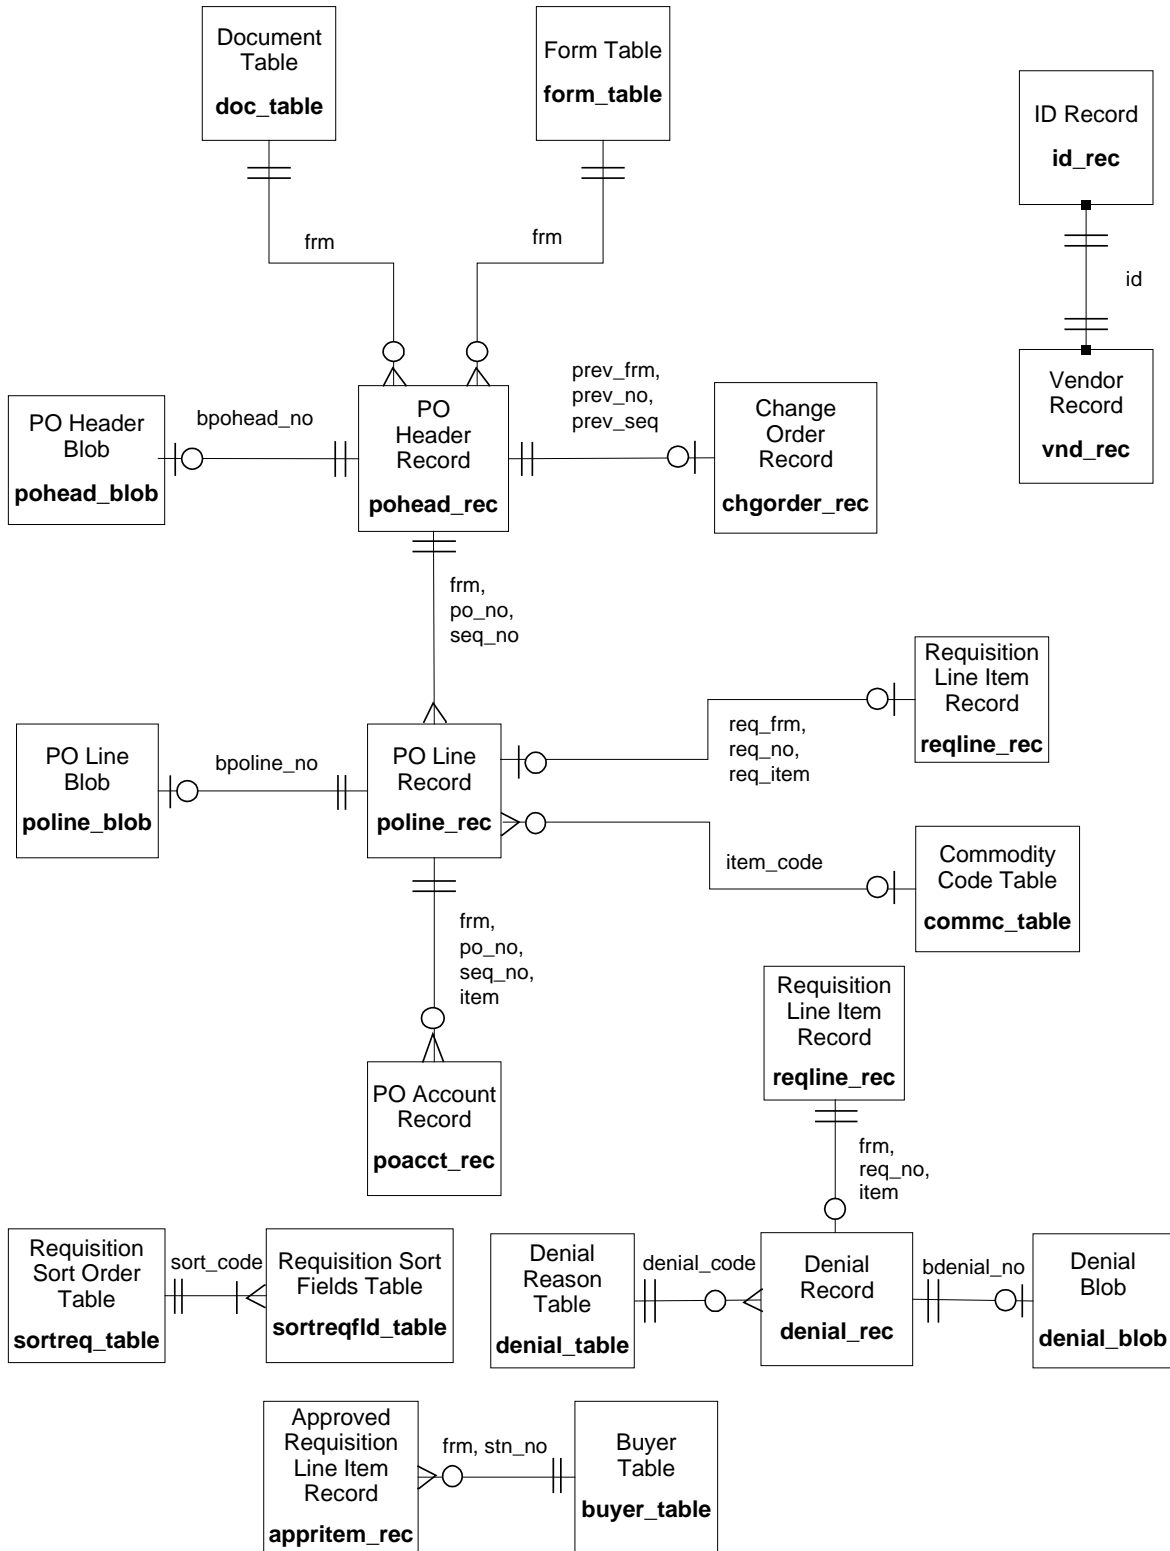 Document
Table
doc_table
Form Table
form_table
ID Record
id_rec
frm
frm
id
PO Header
Blob
pohead_blob
bpohead_no
PO
Header
Record
pohead_rec
prev_frm,
prev_no,
prev_seq
Change
Order
Record
chgorder_rec
Vendor
Record
vnd_rec
frm,
po_no,
seq_no
Requisition
Line Item
Record
reqline_rec
PO Line
Blob
poline_blob
bpoline_no
PO Line
Record
poline_rec
req_frm,
req_no,
req_item
item_code
Commodity
Code Table
commc_table
frm,
po_no,
seq_no,
item
Requisition
Line Item
Record
reqline_rec
PO Account
Record
poacct_rec
frm,
req_no,
item
Requisition
Sort Order
Table
sortreq_table
sort_code
Requisition Sort
Fields Table
sortreqfld_table
Denial
Reason
Table
denial_table
denial_code
Denial
Record
denial_rec
bdenial_no
Denial
Blob
denial_blob
Approved
Requisition
Line Item
Record
appritem_rec
frm, stn_no
Buyer
Table
buyer_table